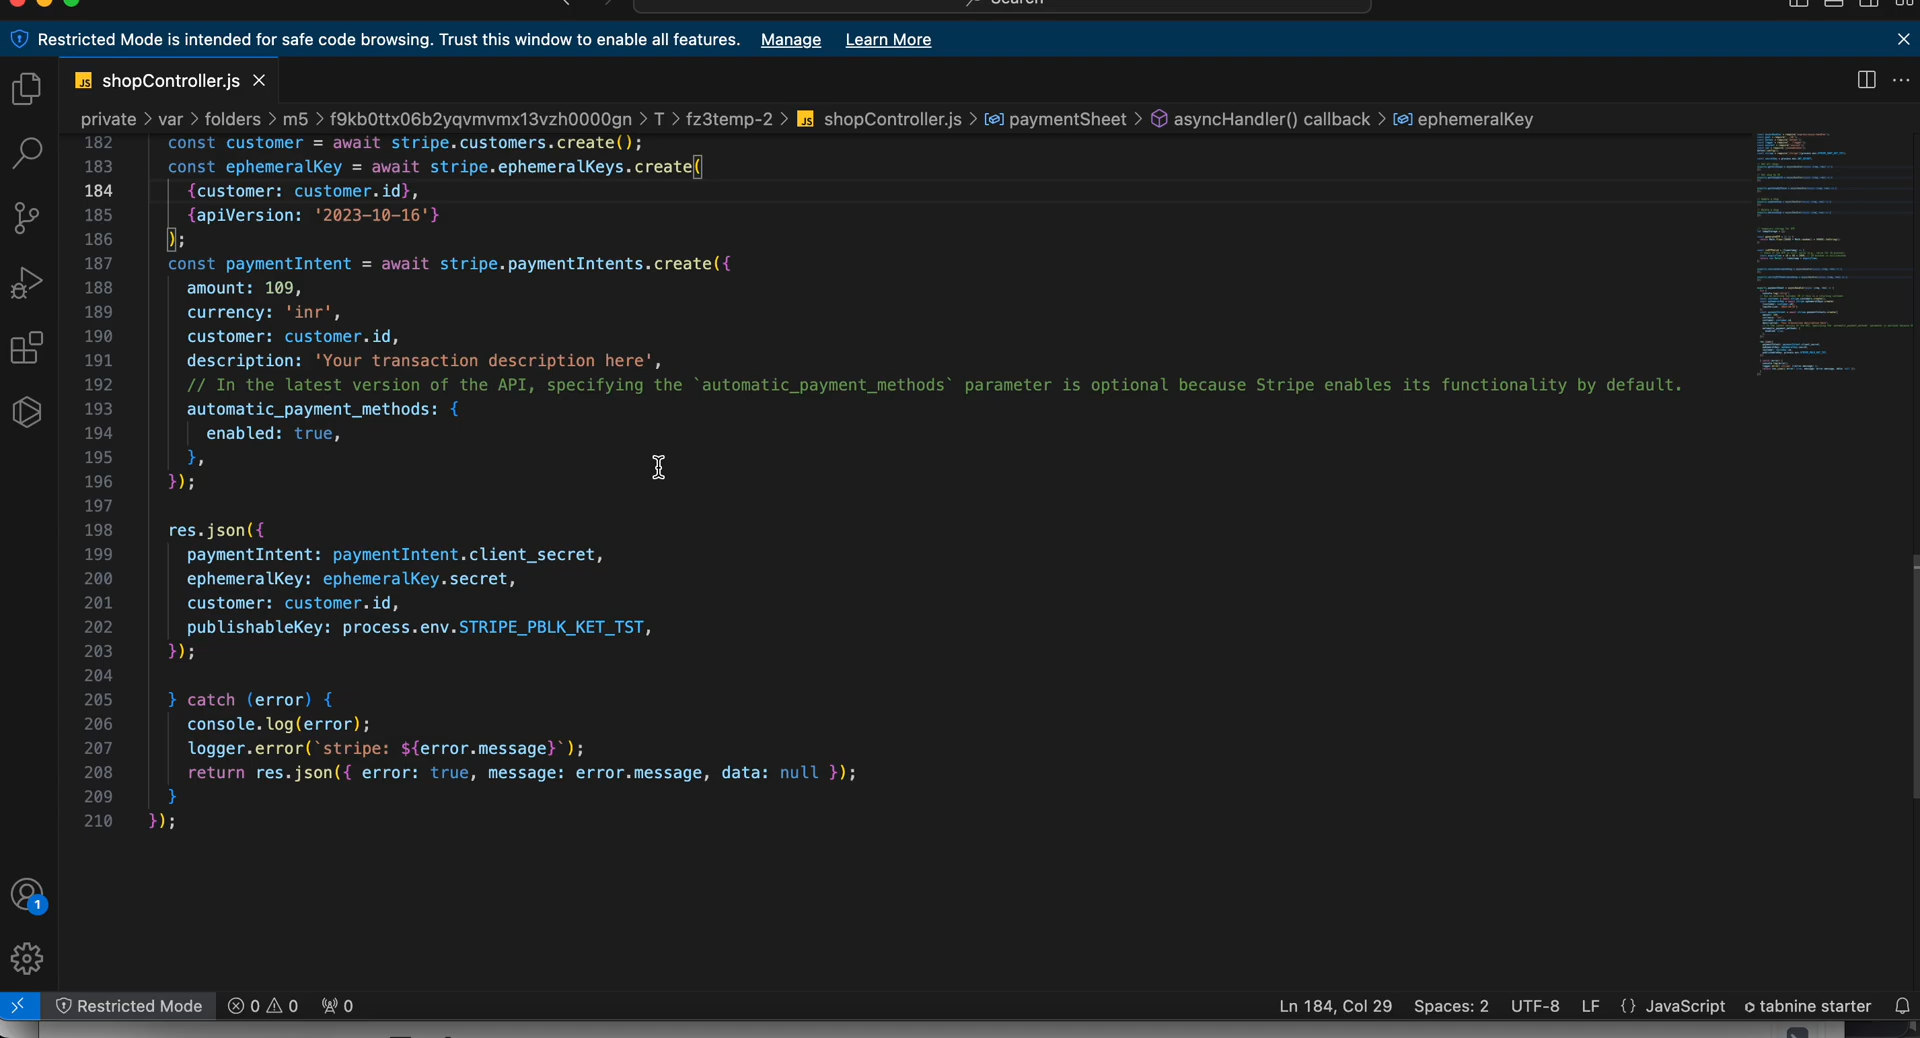 Search
Restricted Mode is intended for safe code browsing. Trust this window to enable all features. Manage Learn More
JS shopController.js
private > var > folders > m5 > f9kb0ttx06b2yqvmvmx13vzh0000gn > T > fz3temp-2 > JS shopController.js > paymentSheet > asyncHandler() callback > ephemeralKey
182 const customer = await stripe.customers.create();
183 const ephemeralKey = await stripe.ephemeralKeys.create(
184 {customer: customer.id},
185 {apiVersion: '2023-10-16'}
186 );
187 const paymentIntent = await stripe.paymentIntents.create({
188 amount: 109,
189 currency: 'inr',
190 customer: customer.id,
191 description: 'Your transaction description here',
192 // In the latest version of the API, specifying the `automatic_payment_methods` parameter is optional because Stripe enables its functionality by default.
193 automatic_payment_methods: {
194 enabled: true,
195 },
196 });
197
198 res.json({
199 paymentIntent: paymentIntent.client_secret,
200 ephemeralKey: ephemeralKey.secret,
201 customer: customer.id,
202 publishableKey: process.env.STRIPE_PBLK_KET_TST,
203 });
204
205 } catch (error) {
206 console.log(error);
207 logger.error(`stripe: ${error.message}`);
208 return res.json({ error: true, message: error.message, data: null });
209 }
210 });
1
Restricted Mode 0 0 0 Ln 184, Col 29 Spaces: 2 UTF-8 LF {} JavaScript tabnine starter